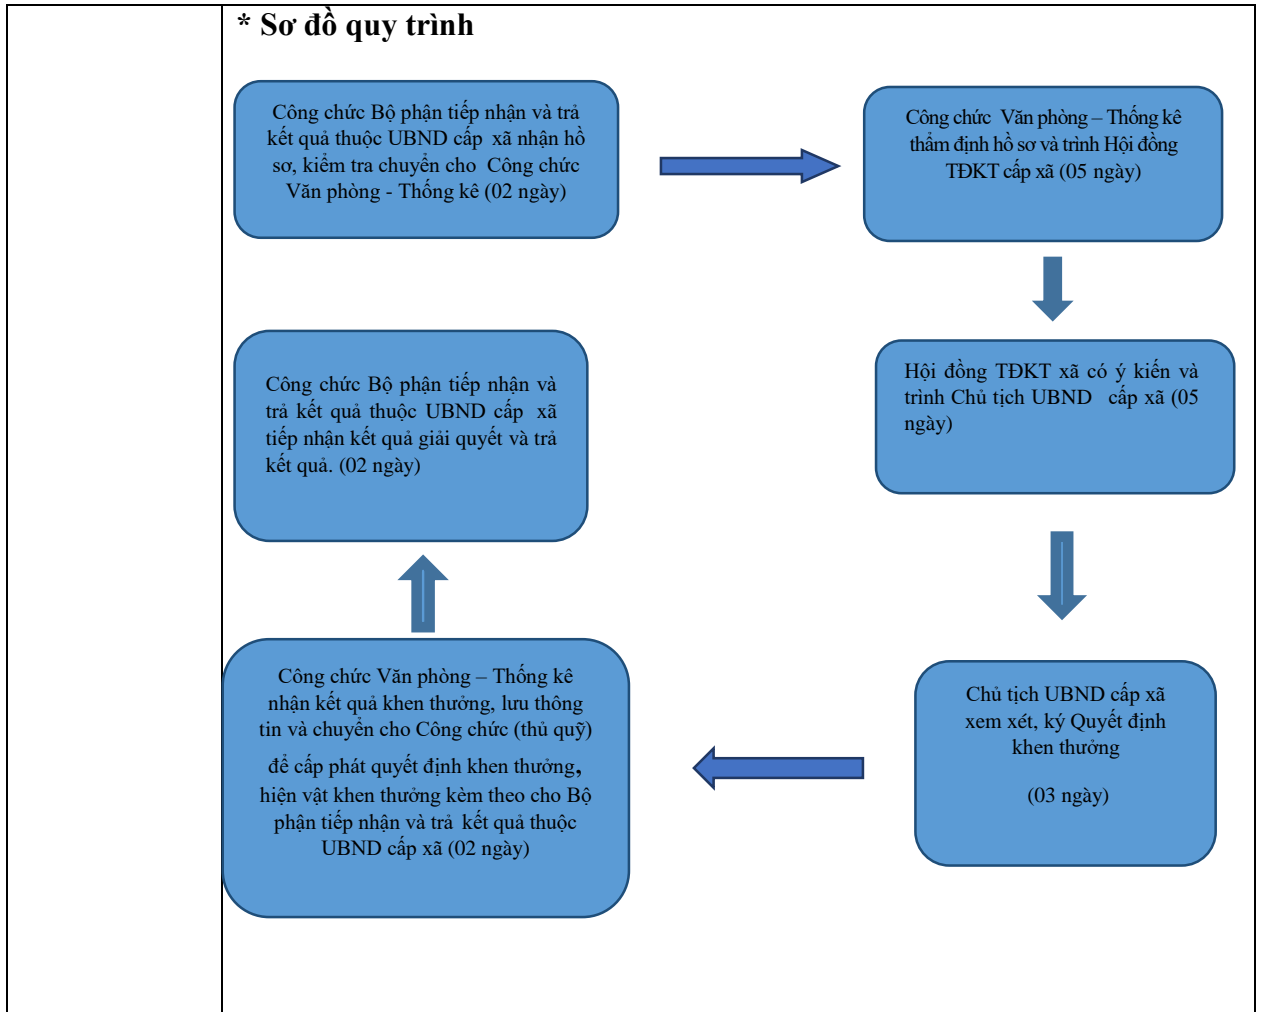 * Sơ đồ quy trình
Công chức Bộ phận tiếp nhận và trả
kết quả thuộc UBND cấp xã nhận hồ
sơ, kiểm tra chuyển cho Công chức
Văn phòng - Thống kê (02 ngày)
Công chức Văn phòng – Thống kê
thẩm định hồ sơ và trình Hội đồng
TĐKT cấp xã (05 ngày)
Hội đồng TĐKT xã có ý kiến và
trình Chủ tịch UBND cấp xã (05
ngày)
Chủ tịch UBND cấp xã
xem xét, ký Quyết định
khen thưởng
(03 ngày)
Công chức Văn phòng – Thống kê
nhận kết quả khen thưởng, lưu thông
tin và chuyển cho Công chức (thủ quỹ)
để cấp phát quyết định khen thưởng,
hiện vật khen thưởng kèm theo cho Bộ
phận tiếp nhận và trả kết quả thuộc
UBND cấp xã (02 ngày)
Công chức Bộ phận tiếp nhận và
trả kết quả thuộc UBND cấp xã
tiếp nhận kết quả giải quyết và trả
kết quả. (02 ngày)